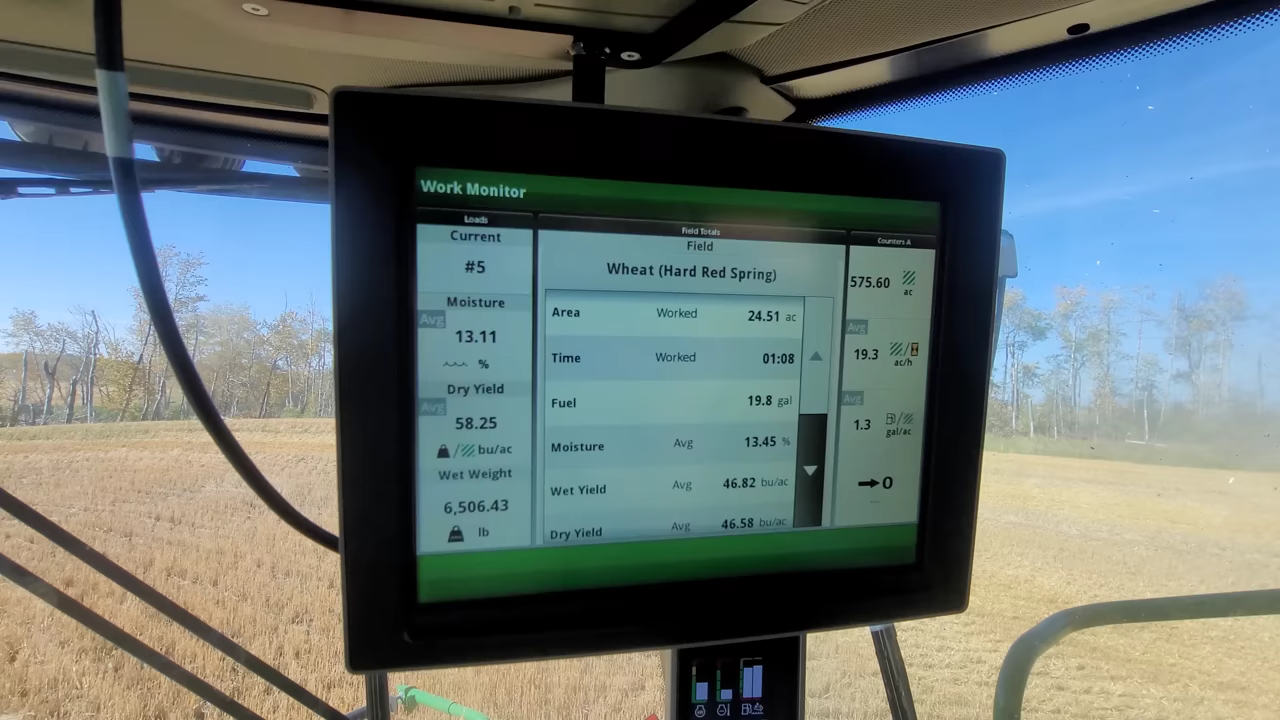 Work Monitor
Loads
Current
#5
Moisture
Avg
13.11
%
Dry Yield
Avg
58.25
bu/ac
Wet Weight
6,506.43
lb
Field Totals
Field
Wheat (Hard Red Spring)
Area Worked 24.51 ac
Time Worked 01:08
Fuel 19.8 gal
Moisture Avg 13.45 %
Wet Yield Avg 46.82 bu/ac
Dry Yield Avg 46.58 bu/ac
Counters A
575.60
ac
Avg
19.3
ac/h
Avg
1.3
gal/ac
→0